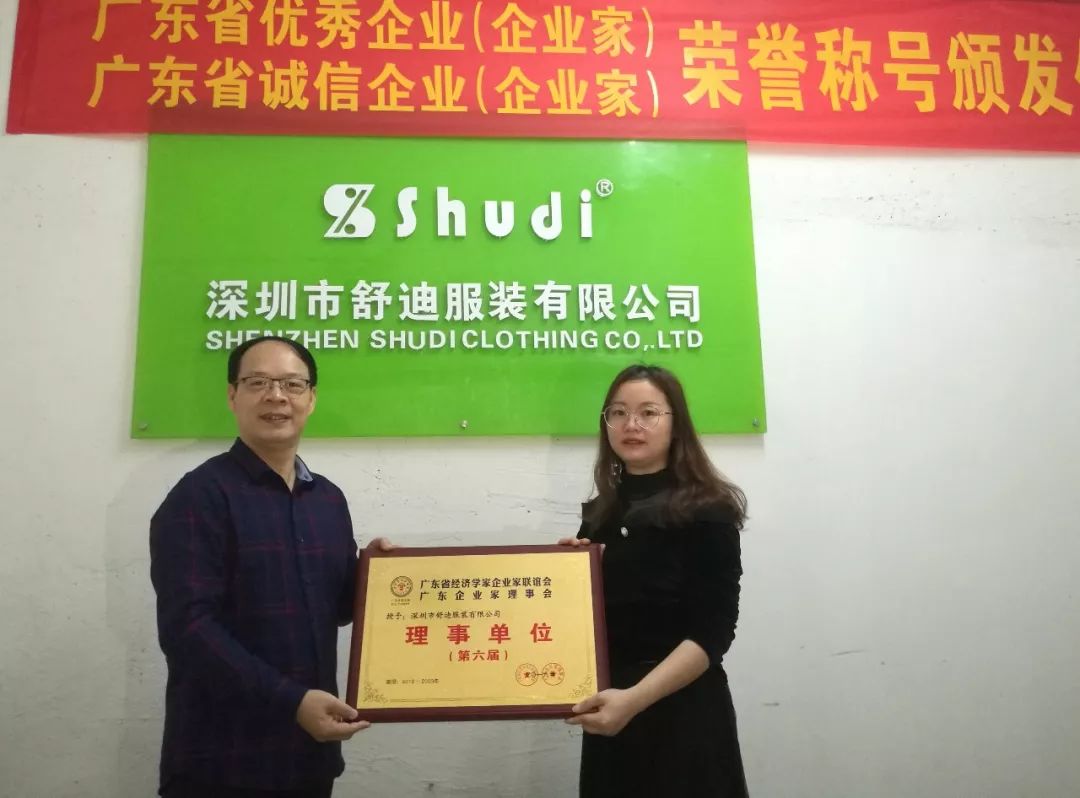 广东省优秀企业(企业家)
广东省诚信企业(企业家)
荣誉称号颁发
Shudi®
深圳市舒迪服装有限公司
SHENZHEN SHUDI CLOTHING CO,.LTD
广东省经济学家企业家联谊会
广东企业家理事会
授予：深圳市舒迪服装有限公司
理事单位
(第六届)